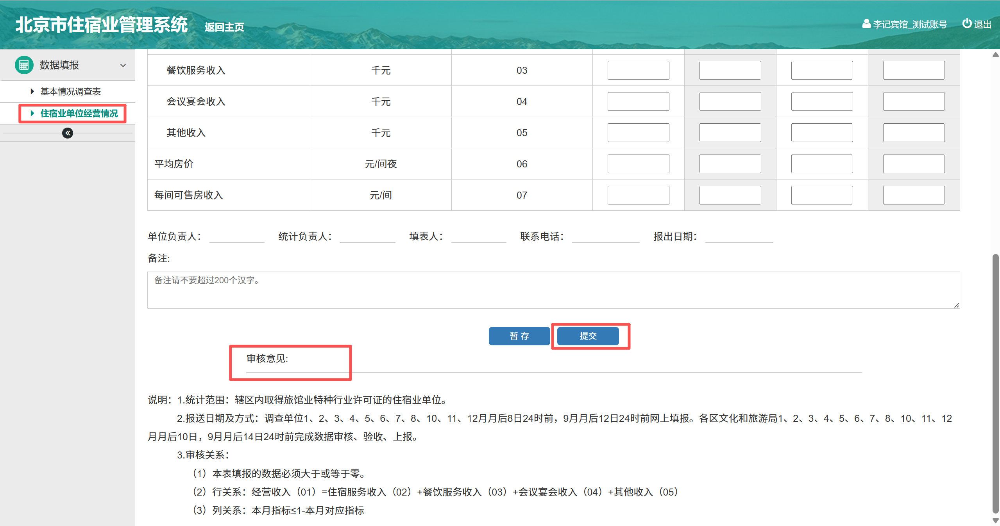 北京市住宿业管理系统 返回主页 李记宾馆_测试账号 退出
数据填报
基本情况调查表
住宿业单位经营情况
餐饮服务收入 千元 03
会议宴会收入 千元 04
其他收入 千元 05
平均房价 元/间夜 06
每间可售房收入 元/间 07
单位负责人： 统计负责人： 填表人： 联系电话： 报出日期：
备注:
备注请不要超过200个汉字。
暂 存 提交
审核意见:
说明：1.统计范围：辖区内取得旅馆业特种行业许可证的住宿业单位。
2.报送日期及方式：调查单位1、2、3、4、5、6、7、8、10、11、12月月后8日24时前，9月月后12日24时前网上填报。各区文化和旅游局1、2、3、4、5、6、7、8、10、11、12
月月后10日，9月月后14日24时前完成数据审核、验收、上报。
3.审核关系：
（1）本表填报的数据必须大于或等于零。
（2）行关系：经营收入（01）=住宿服务收入（02）+餐饮服务收入（03）+会议宴会收入（04）+其他收入（05）
（3）列关系：本月指标≤1-本月对应指标